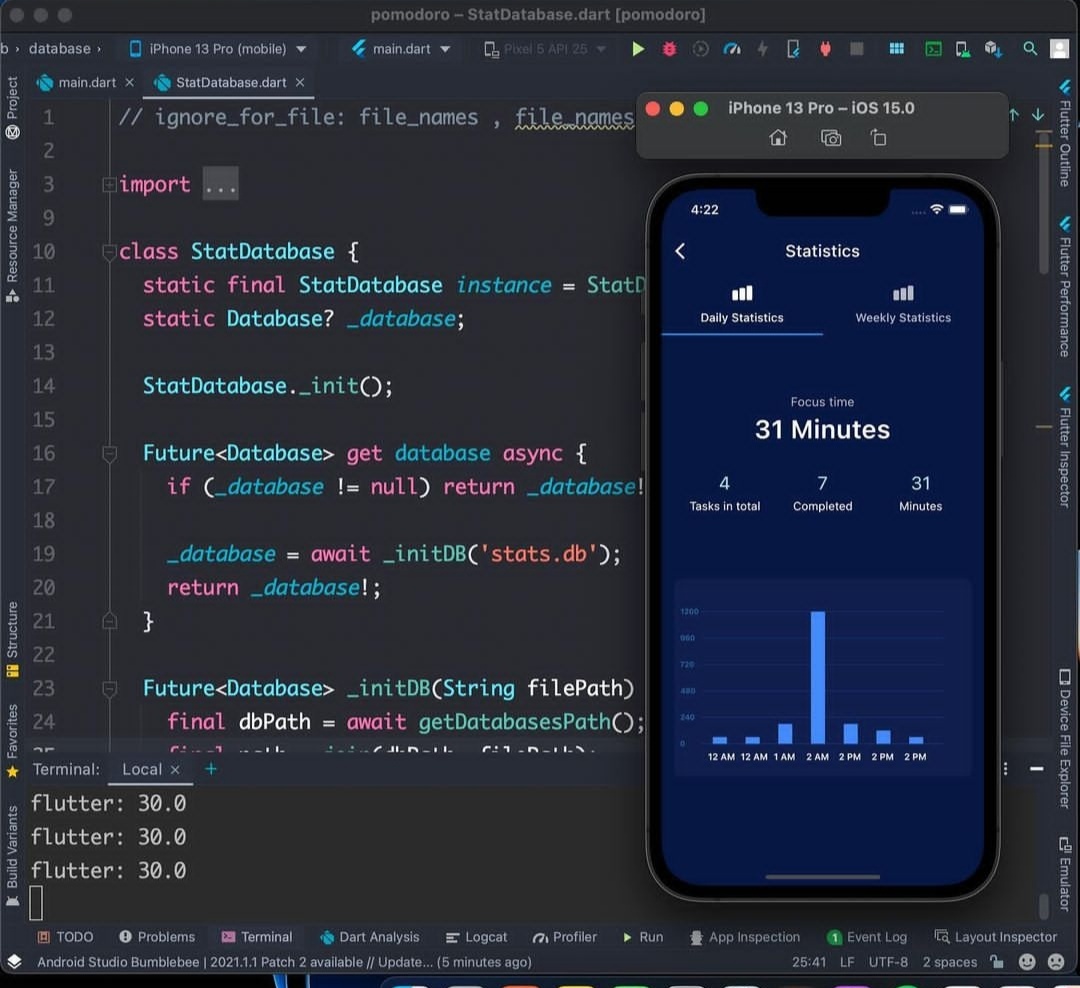 pomodoro – StatDatabase.dart [pomodoro]
b › database › iPhone 13 Pro (mobile) main.dart Pixel 5 API 25
main.dart StatDatabase.dart
Project
Resource Manager
Structure
Favorites
Build Variants
1 // ignore_for_file: file_names , file_names
2
3 import ...
9
10 class StatDatabase {
11 static final StatDatabase instance = StatD
12 static Database? _database;
13
14 StatDatabase._init();
15
16 Future<Database> get database async {
17 if (_database != null) return _database!
18
19 _database = await _initDB('stats.db');
20 return _database!;
21 }
22
23 Future<Database> _initDB(String filePath)
24 final dbPath = await getDatabasesPath();
iPhone 13 Pro – iOS 15.0
4:22
Statistics
Daily Statistics Weekly Statistics
Focus time
31 Minutes
4 7 31
Tasks in total Completed Minutes
1200
960
720
480
240
0
12 AM 12 AM 1 AM 2 AM 2 PM 2 PM 2 PM
Flutter Outline
Flutter Performance
Flutter Inspector
Device File Explorer
Emulator
Terminal: Local +
flutter: 30.0
flutter: 30.0
flutter: 30.0
TODO Problems Terminal Dart Analysis Logcat Profiler Run App Inspection 1 Event Log Layout Inspector
Android Studio Bumblebee | 2021.1.1 Patch 2 available // Update... (5 minutes ago) 25:41 LF UTF-8 2 spaces